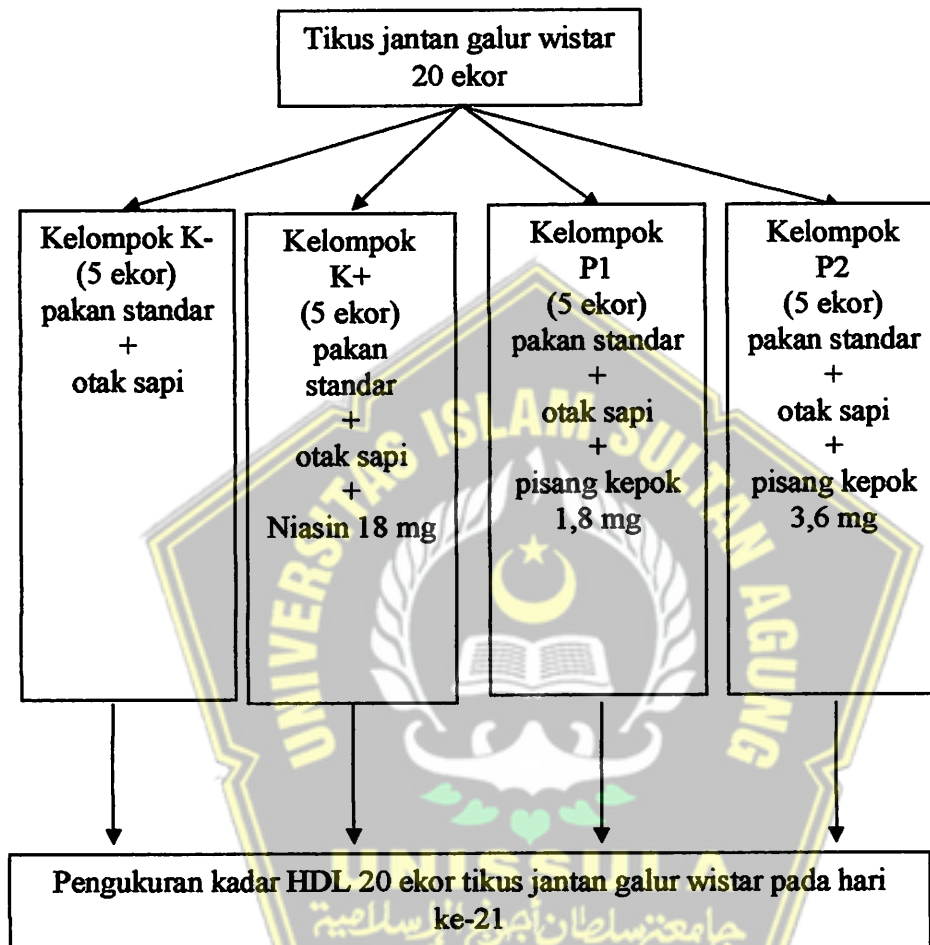 Tikus jantan galur wistar
20 ekor
Kelompok K-
(5 ekor)
pakan standar
+
otak sapi
Kelompok
K+
(5 ekor)
pakan
standar
+
otak sapi
+
Niasin 18 mg
Kelompok
P1
(5 ekor)
pakan standar
+
otak sapi
+
pisang kepok
1,8 mg
Kelompok
P2
(5 ekor)
pakan standar
+
otak sapi
+
pisang kepok
3,6 mg
UNIVERSITAS ISLAM SULTAN AGUNG
UNISSULA
Pengukuran kadar HDL 20 ekor tikus jantan galur wistar pada hari
ke-21
جامعتسلطان أجونج الإسلامية